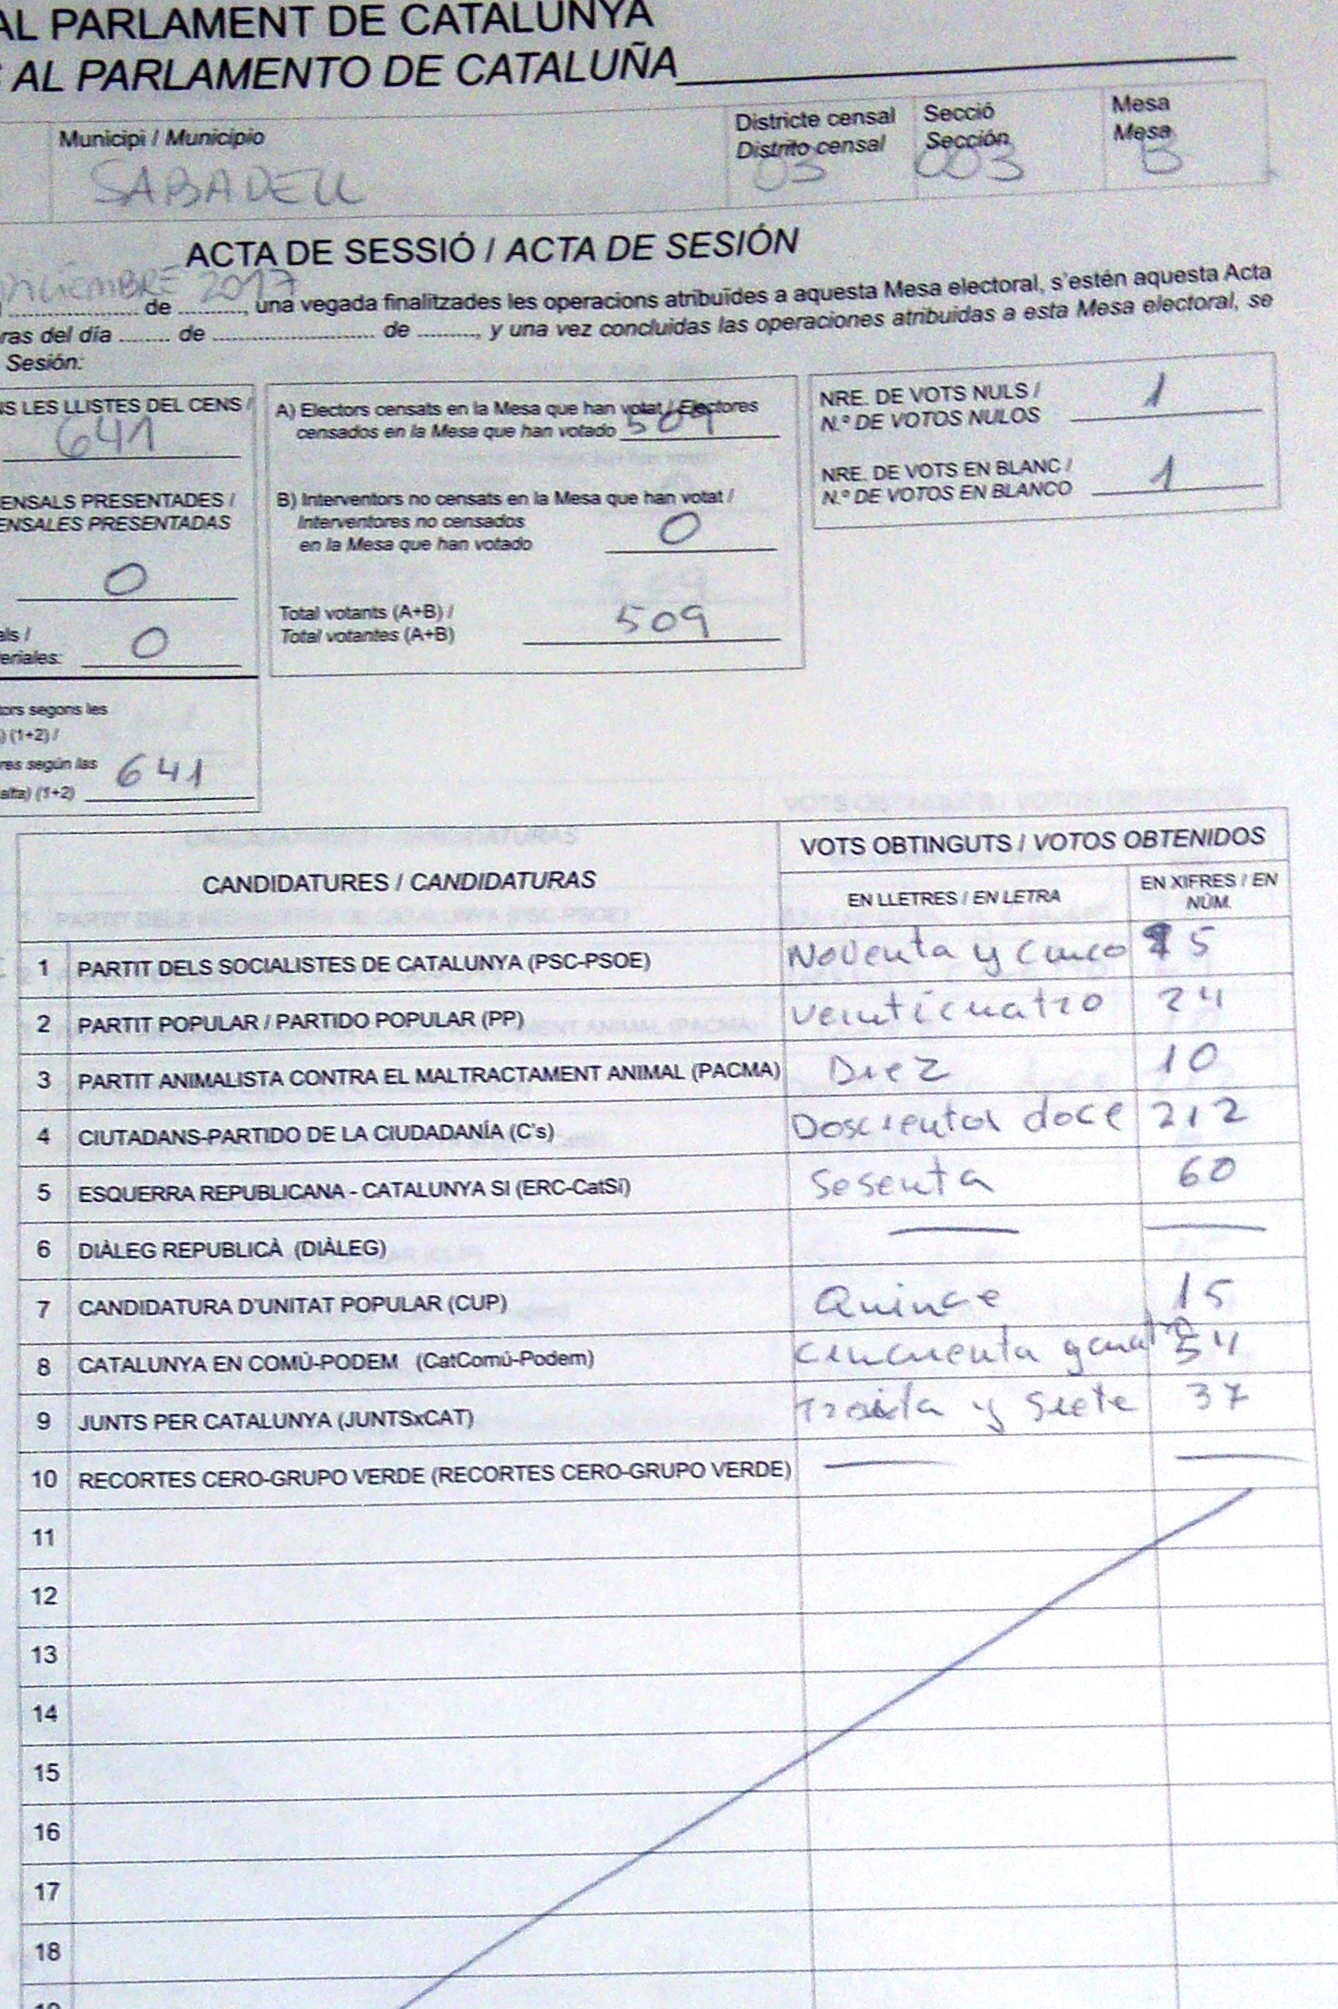 AL PARLAMENT DE CATALUNYA
AL PARLAMENTO DE CATALUÑA
Municipi / Municipio
Districte censal
Distrito censal
Secció
Sección
Mesa
Mesa
SABADELL
03
003
B
ACTA DE SESSIÓ / ACTA DE SESIÓN
DICIEMBRE 2017
de , una vegada finalitzades les operacions atribuïdes a aquesta Mesa electoral, s'estén aquesta Acta
ras del día ........ de ............................ de .........., y una vez concluidas las operaciones atribuidas a esta Mesa electoral, se
Sesión:
NS LES LLISTES DEL CENS /
641
ENSALS PRESENTADES /
ENSALES PRESENTADAS
0
als /
eriales: 0
tors segons les
) (1+2) /
res según las
alta) (1+2) 641
A) Electors censats en la Mesa que han votat / Electores
censados en la Mesa que han votado 509
B) Interventors no censats en la Mesa que han votat /
Interventores no censados
en la Mesa que han votado 0
Total votants (A+B) /
Total votantes (A+B) 509
NRE. DE VOTS NULS /
N.º DE VOTOS NULOS 1
NRE. DE VOTS EN BLANC /
N.º DE VOTOS EN BLANCO 1
CANDIDATURES / CANDIDATURAS
VOTS OBTINGUTS / VOTOS OBTENIDOS
EN LLETRES / EN LETRA
EN XIFRES / EN
NÚM.
1 PARTIT DELS SOCIALISTES DE CATALUNYA (PSC-PSOE) Noventa y cinco 95
2 PARTIT POPULAR / PARTIDO POPULAR (PP) Veinticuatro 24
3 PARTIT ANIMALISTA CONTRA EL MALTRACTAMENT ANIMAL (PACMA) Diez 10
4 CIUTADANS-PARTIDO DE LA CIUDADANÍA (C's) Doscientos doce 212
5 ESQUERRA REPUBLICANA - CATALUNYA SI (ERC-CatSí) Sesenta 60
6 DIÀLEG REPUBLICÀ (DIÀLEG)
7 CANDIDATURA D'UNITAT POPULAR (CUP) Quince 15
8 CATALUNYA EN COMÚ-PODEM (CatComú-Podem) Cincuenta y cuatro 54
9 JUNTS PER CATALUNYA (JUNTSxCAT) Treinta y Siete 37
10 RECORTES CERO-GRUPO VERDE (RECORTES CERO-GRUPO VERDE)
11
12
13
14
15
16
17
18
19